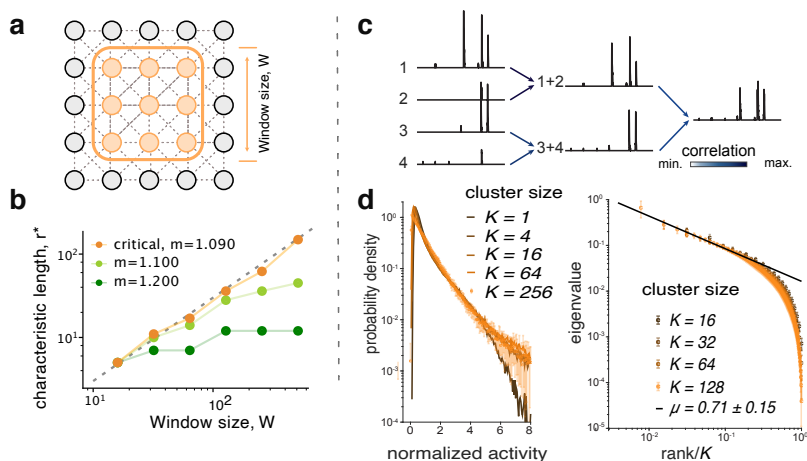 a
Window size, W
b
characteristic length, r*
10²
10¹
critical, m=1.090
m=1.100
m=1.200
10¹
10²
Window size, W
c
1
2
3
4
1+2
3+4
correlation
min.
max.
d
probability density
10⁰
10⁻¹
10⁻²
10⁻³
10⁻⁴
cluster size
K = 1
K = 4
K = 16
K = 64
K = 256
0
2
4
6
8
normalized activity
eigenvalue
10⁰
10⁻¹
10⁻²
10⁻³
10⁻⁴
10⁻⁵
cluster size
K = 16
K = 32
K = 64
K = 128
μ = 0.71 ± 0.15
10⁻²
10⁻¹
10⁰
rank/K